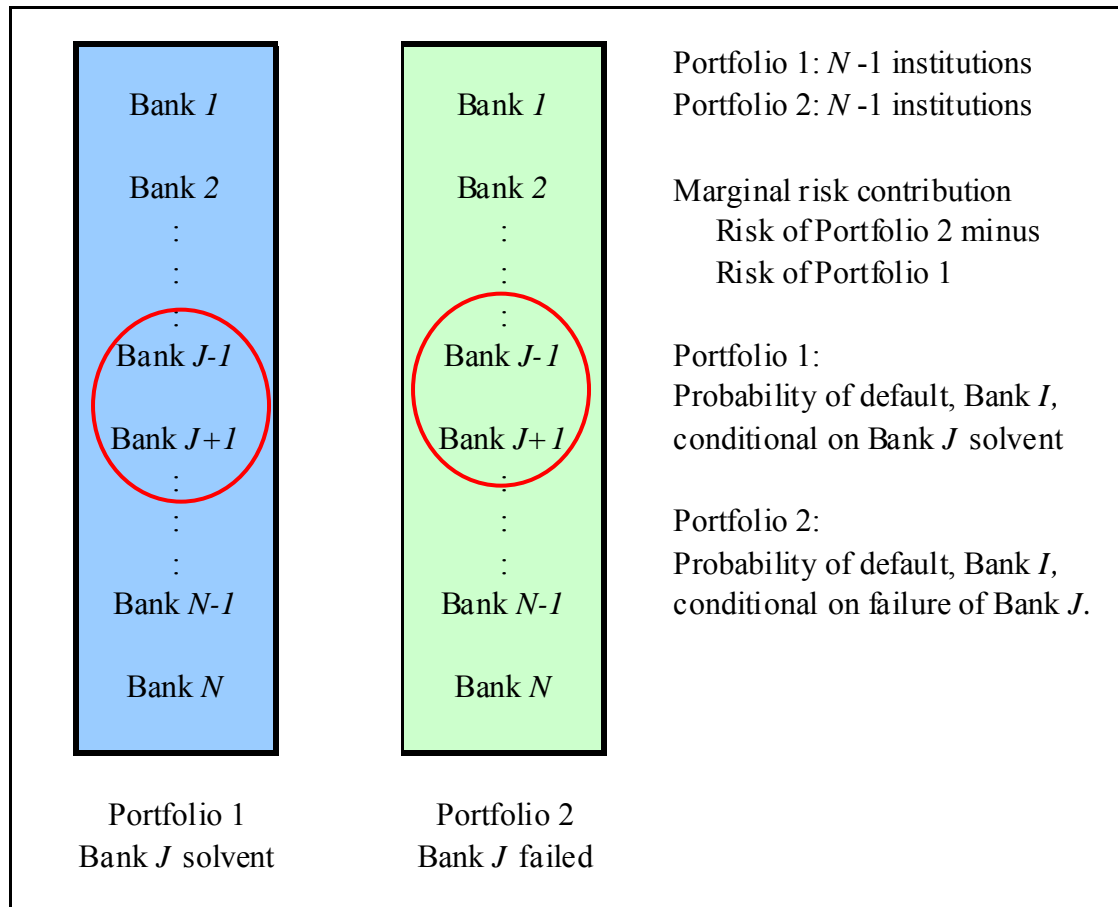 Bank 1
Bank 2
:
:
:
Bank J-1
Bank J+1
:
:
:
Bank N-1
Bank N
Portfolio 1
Bank J solvent
Bank 1
Bank 2
:
:
:
Bank J-1
Bank J+1
:
:
:
Bank N-1
Bank N
Portfolio 2
Bank J failed
Portfolio 1: N -1 institutions
Portfolio 2: N -1 institutions
Marginal risk contribution
Risk of Portfolio 2 minus
Risk of Portfolio 1
Portfolio 1:
Probability of default, Bank I,
conditional on Bank J solvent
Portfolio 2:
Probability of default, Bank I,
conditional on failure of Bank J.